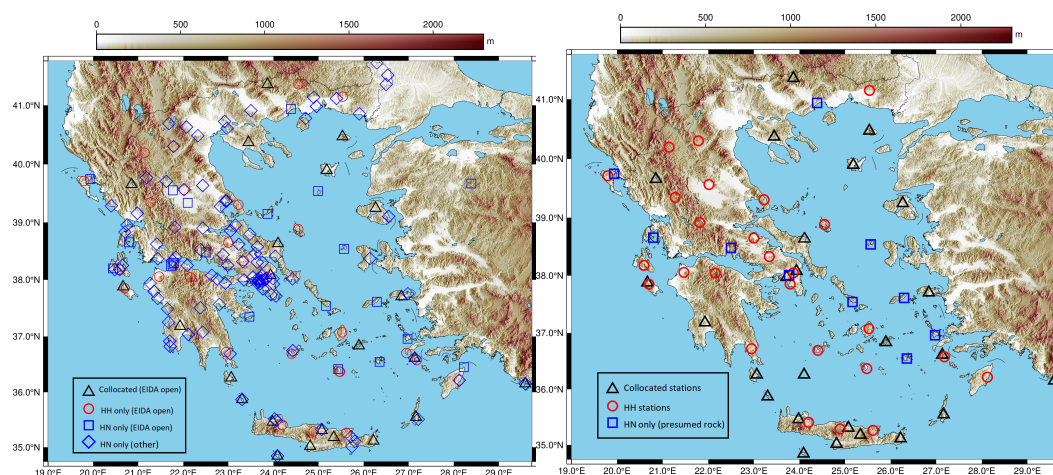 0 500 1000 1500 2000
m
41.0°N
40.0°N
39.0°N
38.0°N
37.0°N
36.0°N
35.0°N
19.0°E 20.0°E 21.0°E 22.0°E 23.0°E 24.0°E 25.0°E 26.0°E 27.0°E 28.0°E 29.0°E
Collocated (EIDA open)
HH only (EIDA open)
HN only (EIDA open)
HN only (other)
0 500 1000 1500 2000
m
41.0°N
40.0°N
39.0°N
38.0°N
37.0°N
36.0°N
35.0°N
19.0°E 20.0°E 21.0°E 22.0°E 23.0°E 24.0°E 25.0°E 26.0°E 27.0°E 28.0°E 29.0°E
Collocated stations
HH stations
HN only (presumed rock)